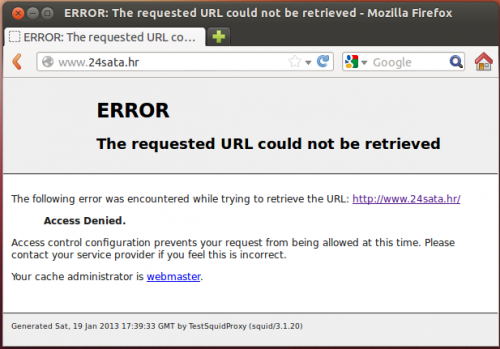 ERROR: The requested URL could not be retrieved - Mozilla Firefox
ERROR: The requested URL co...
www.24sata.hr
Google
ERROR
The requested URL could not be retrieved
The following error was encountered while trying to retrieve the URL: http://www.24sata.hr/
Access Denied.
Access control configuration prevents your request from being allowed at this time. Please
contact your service provider if you feel this is incorrect.
Your cache administrator is webmaster.
Generated Sat, 19 Jan 2013 17:39:33 GMT by TestSquidProxy (squid/3.1.20)